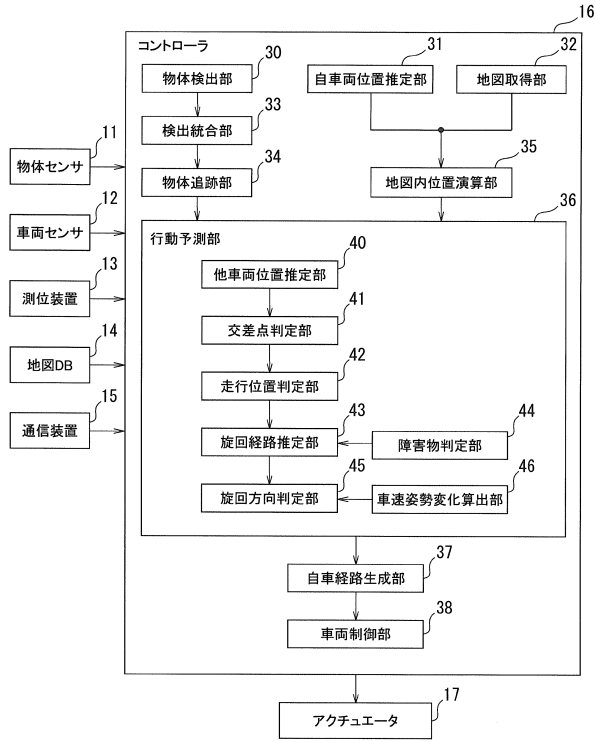 16
コントローラ
30
物体検出部
31
自車両位置推定部
32
地図取得部
33
検出統合部
34
物体追跡部
35
地図内位置演算部
11
物体センサ
12
車両センサ
13
測位装置
14
地図DB
15
通信装置
36
行動予測部
40
他車両位置推定部
41
交差点判定部
42
走行位置判定部
43
旋回経路推定部
44
障害物判定部
45
旋回方向判定部
46
車速姿勢変化算出部
37
自車経路生成部
38
車両制御部
17
アクチュエータ